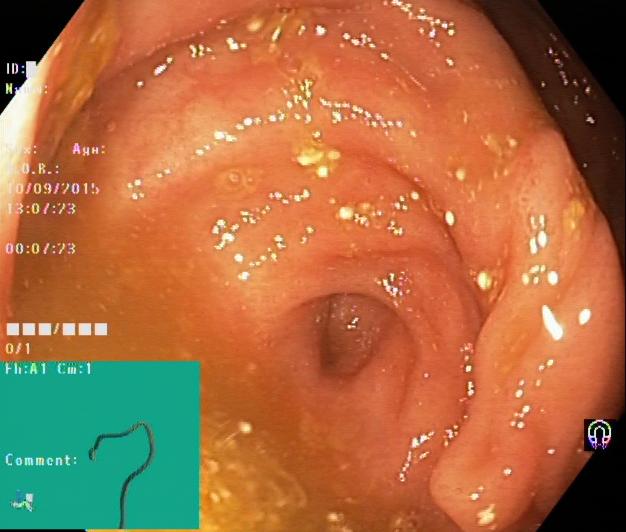 ID:
Name:
Sex: Age:
D.O.B.:
10/09/2015
13:07:23
00:07:23
/
0/1
Eh:A1 Cm:1
Comment: